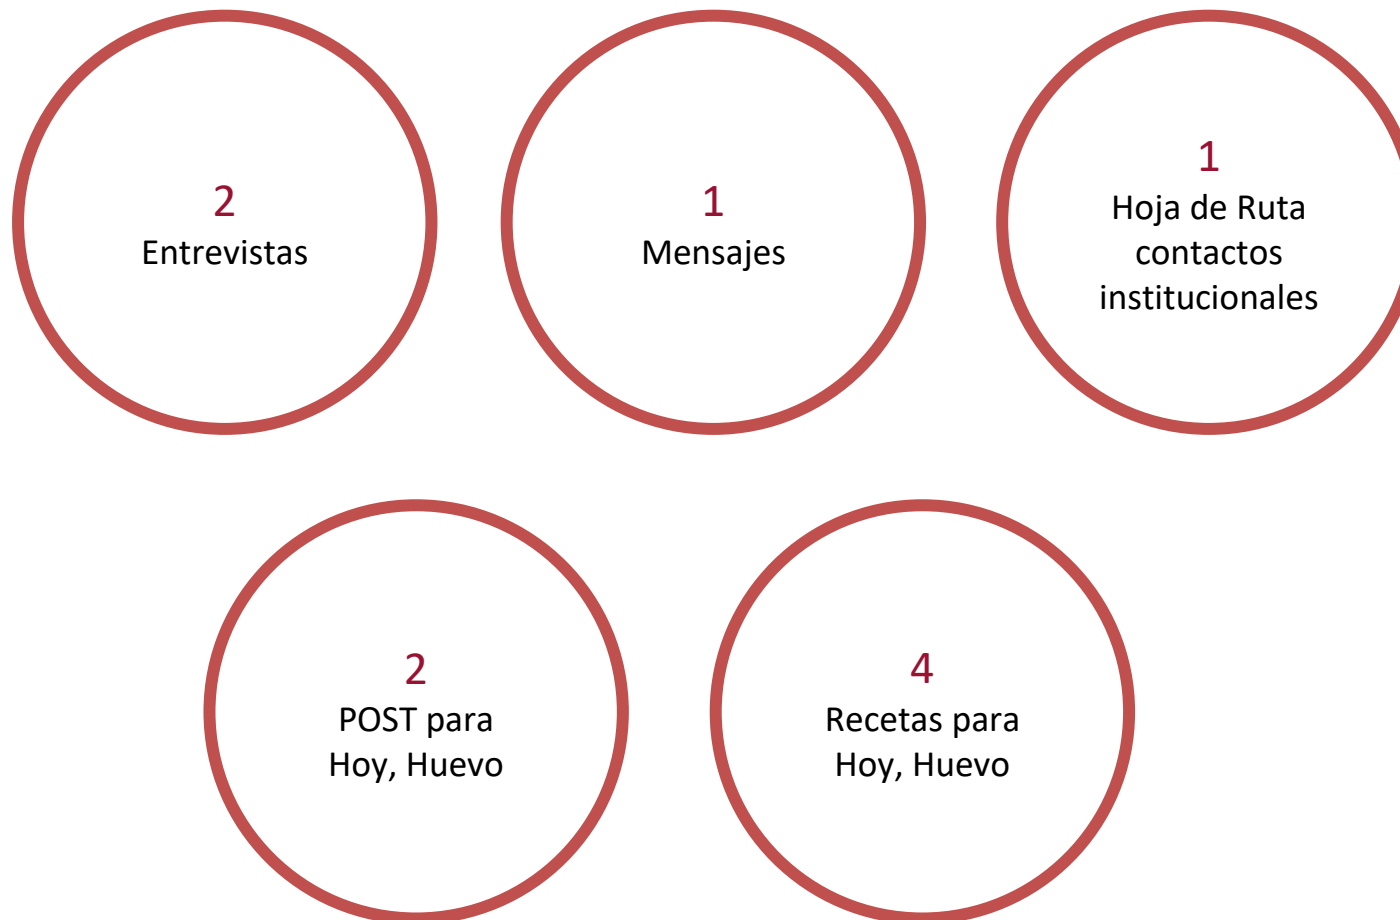 2
Entrevistas
1
Mensajes
1
Hoja de Ruta
contactos
institucionales
2
POST para
Hoy, Huevo
4
Recetas para
Hoy, Huevo